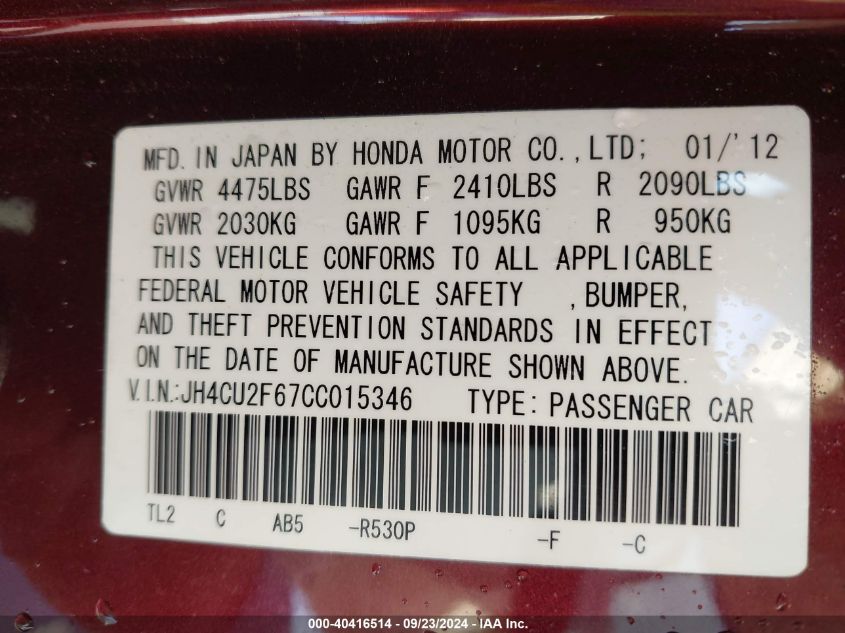 MFD. IN JAPAN BY HONDA MOTOR CO.,LTD; 01/'12
GVWR 4475LBS GAWR F 2410LBS R 2090LBS
GVWR 2030KG GAWR F 1095KG R 950KG
THIS VEHICLE CONFORMS TO ALL APPLICABLE
FEDERAL MOTOR VEHICLE SAFETY ,BUMPER,
AND THEFT PREVENTION STANDARDS IN EFFECT
ON THE DATE OF MANUFACTURE SHOWN ABOVE.
V.I.N.:JH4CU2F67CC015346 TYPE: PASSENGER CAR
TL2 C AB5 -R530P -F -C
000-40416514 - 09/23/2024 - IAAI Inc.